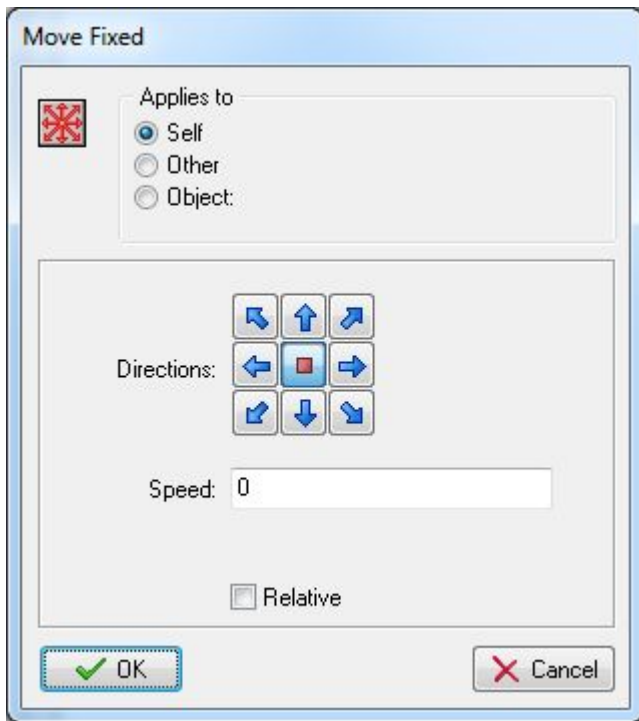 Move Fixed
Applies to
Self
Other
Object:
Directions:
Speed: 0
Relative
OK Cancel